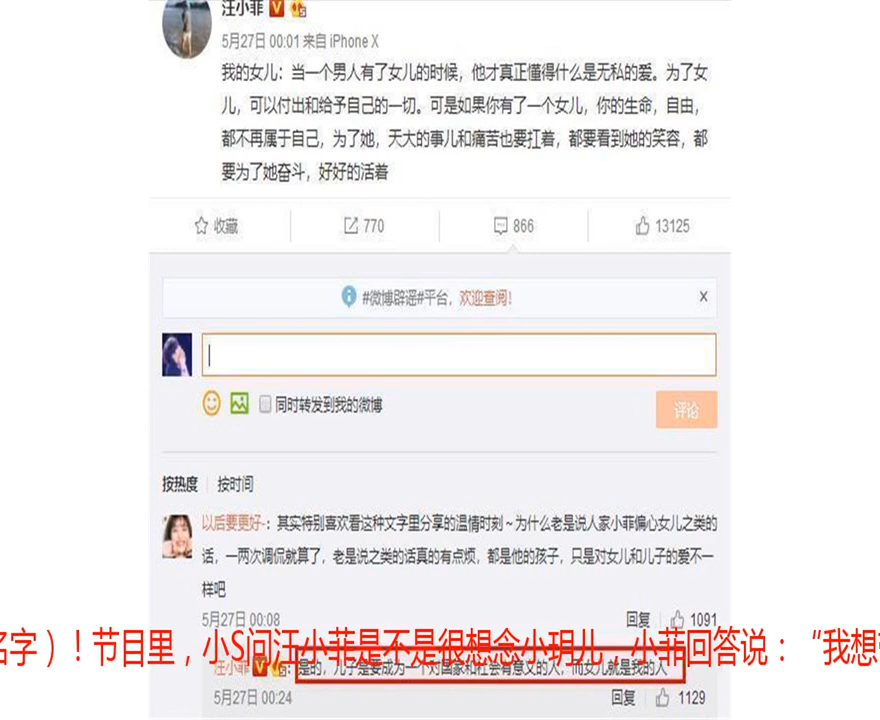 汪小菲
5月27日 00:01 来自 iPhone X
我的女儿：当一个男人有了女儿的时候，他才真正懂得什么是无私的爱。为了女
儿，可以付出和给予自己的一切。可是如果你有了一个女儿，你的生命，自由，
都不再属于自己，为了她，天大的事儿和痛苦也要扛着，都要看到她的笑容，都
要为了她奋斗，好好的活着
收藏 770 866 13125
#微博辟谣#平台，欢迎查阅！ x
同时转发到我的微博 评论
按热度 | 按时间
以后要更好-：其实特别喜欢看这种文字里分享的温情时刻～为什么老是说人家小菲偏心女儿之类的
话，一两次调侃就算了，老是说之类的话真的有点烦，都是他的孩子，只是对女儿和儿子的爱不一
样吧
5月27日 00:08 回复 1091
名字）！节目里，小S问汪小菲是不是很想念小玥儿，小菲回答说：“我想
汪小菲：是的，儿子是要成为一个对国家和社会有意义的人，而女儿就是我的人
5月27日 00:24 回复 1129